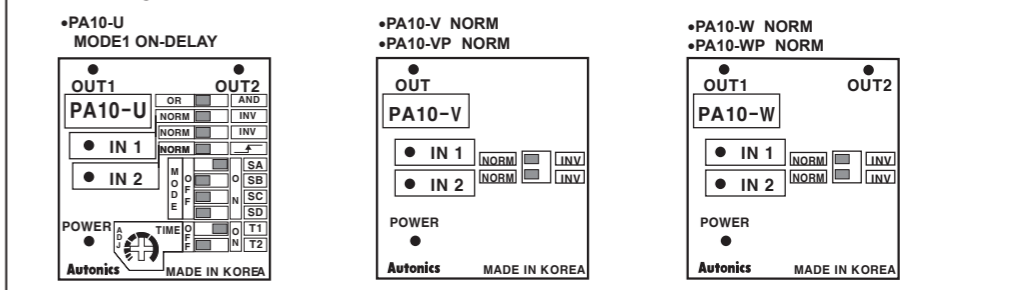 •PA10-U
MODE1 ON-DELAY
OUT1 OUT2
PA10-U
OR AND
NORM INV
NORM INV
NORM
IN 1
IN 2
MODE
OFF
ON
SA
SB
SC
SD
POWER
ADJ
TIME
OFF
ON
T1
T2
Autonics MADE IN KOREA
•PA10-V NORM
•PA10-VP NORM
OUT
PA10-V
IN 1 NORM INV
IN 2 NORM INV
POWER
Autonics MADE IN KOREA
•PA10-W NORM
•PA10-WP NORM
OUT1 OUT2
PA10-W
IN 1 NORM INV
IN 2 NORM INV
POWER
Autonics MADE IN KOREA